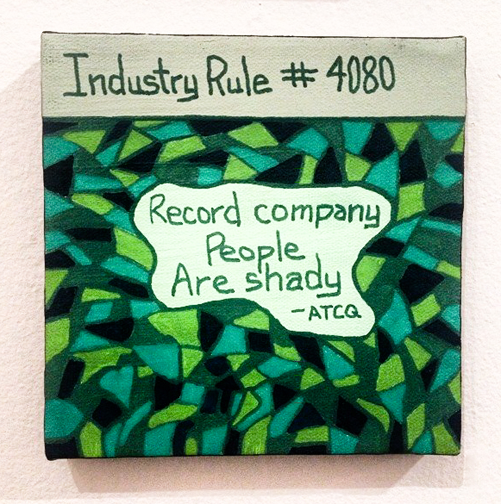 Industry Rule # 4080
Record company
People
Are shady
-ATCQ